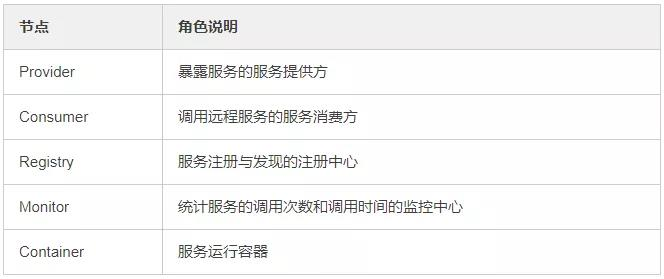 节点 角色说明
Provider 暴露服务的服务提供方
Consumer 调用远程服务的服务消费方
Registry 服务注册与发现的注册中心
Monitor 统计服务的调用次数和调用时间的监控中心
Container 服务运行容器